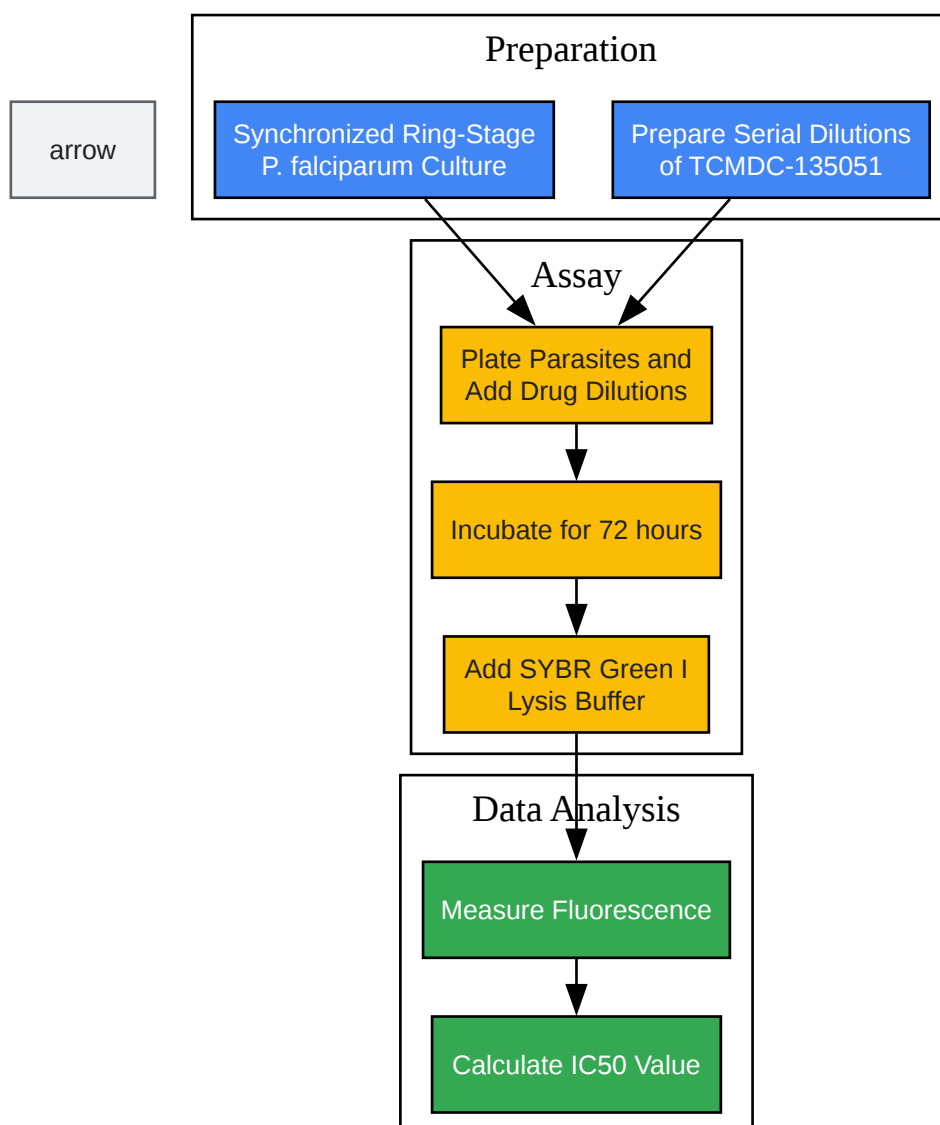 Preparation
arrow
Synchronized Ring-Stage
P. falciparum Culture
Prepare Serial Dilutions
of TCMDC-135051
Assay
Plate Parasites and
Add Drug Dilutions
Incubate for 72 hours
Add SYBR Green I
Lysis Buffer
Data Analysis
Measure Fluorescence
Calculate IC50 Value